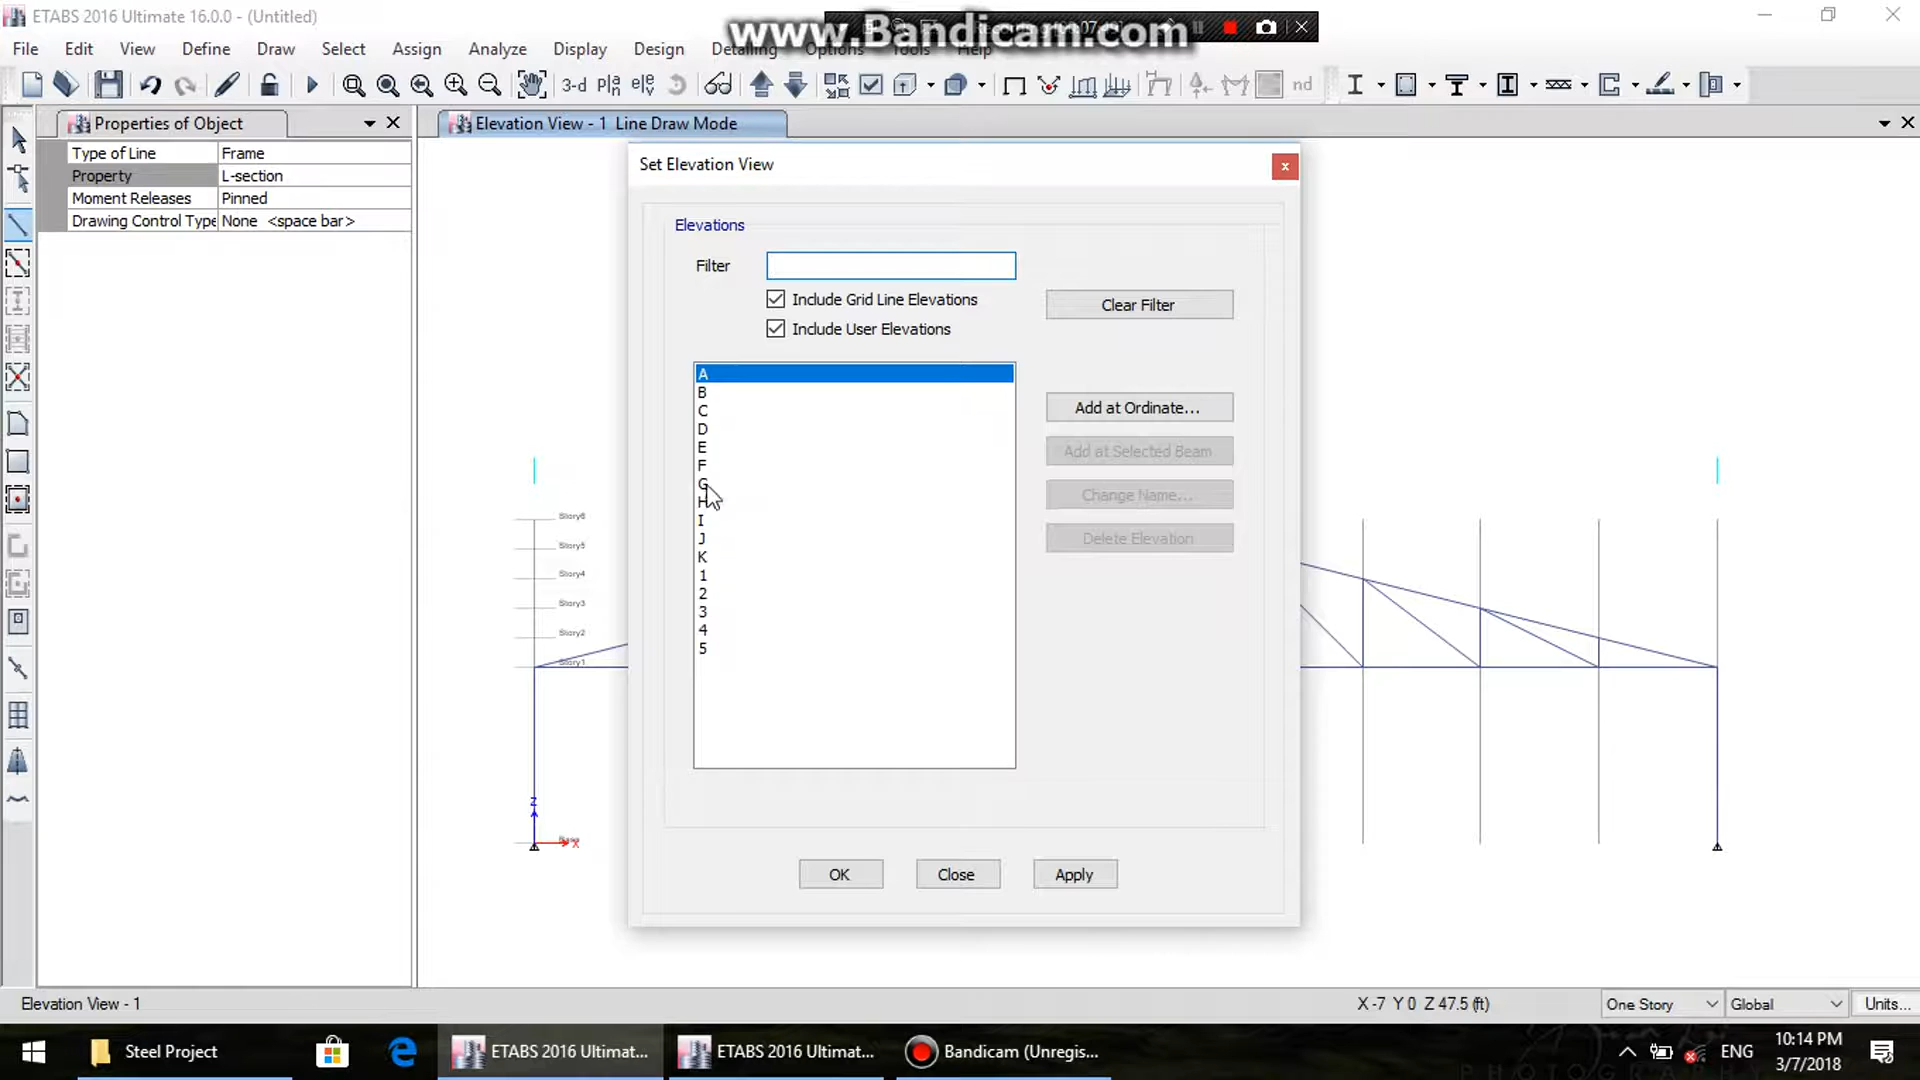 ETABS 2016 Ultimate 16.0.0 - (Untitled)
www.Bandicam.com
File Edit View Define Draw Select Assign Analyze Display Design Detailing Options Tools Help
3-d nd
Properties of Object
Elevation View - 1 Line Draw Mode
Type of Line Frame
Property L-section
Moment Releases Pinned
Drawing Control Type None <space bar>
Set Elevation View
Elevations
Filter
Include Grid Line Elevations
Include User Elevations
Clear Filter
A
B
C
D
E
F
G
H
I
J
K
1
2
3
4
5
Add at Ordinate...
Add at Selected Beam
Change Name...
Delete Elevation
OK Close Apply
Story6
Story5
Story4
Story3
Story2
Story1
Z
Base
X
Elevation View - 1
X -7 Y 0 Z 47.5 (ft)
One Story
Global
Units...
Steel Project
ETABS 2016 Ultimat...
ETABS 2016 Ultimat...
Bandicam (Unregis...
ENG
10:14 PM
3/7/2018